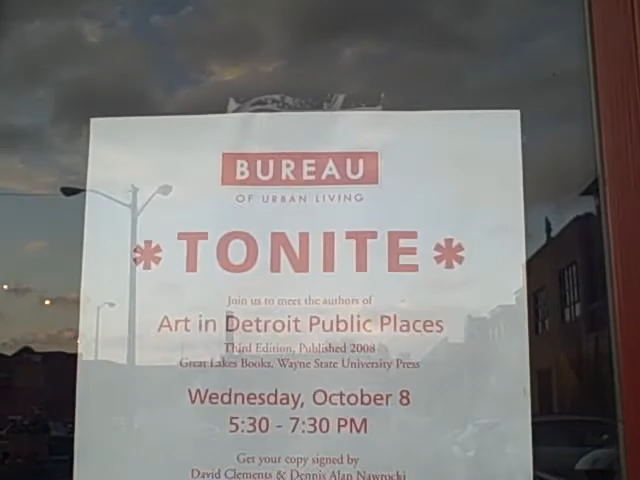 BUREAU
OF URBAN LIVING
* TONITE *
Join us to meet the authors of
Art in Detroit Public Places
Third Edition, Published 2008
Great Lakes Books, Wayne State University Press
Wednesday, October 8
5:30 - 7:30 PM
Get your copy signed by
David Clements & Dennis Alan Nawrocki